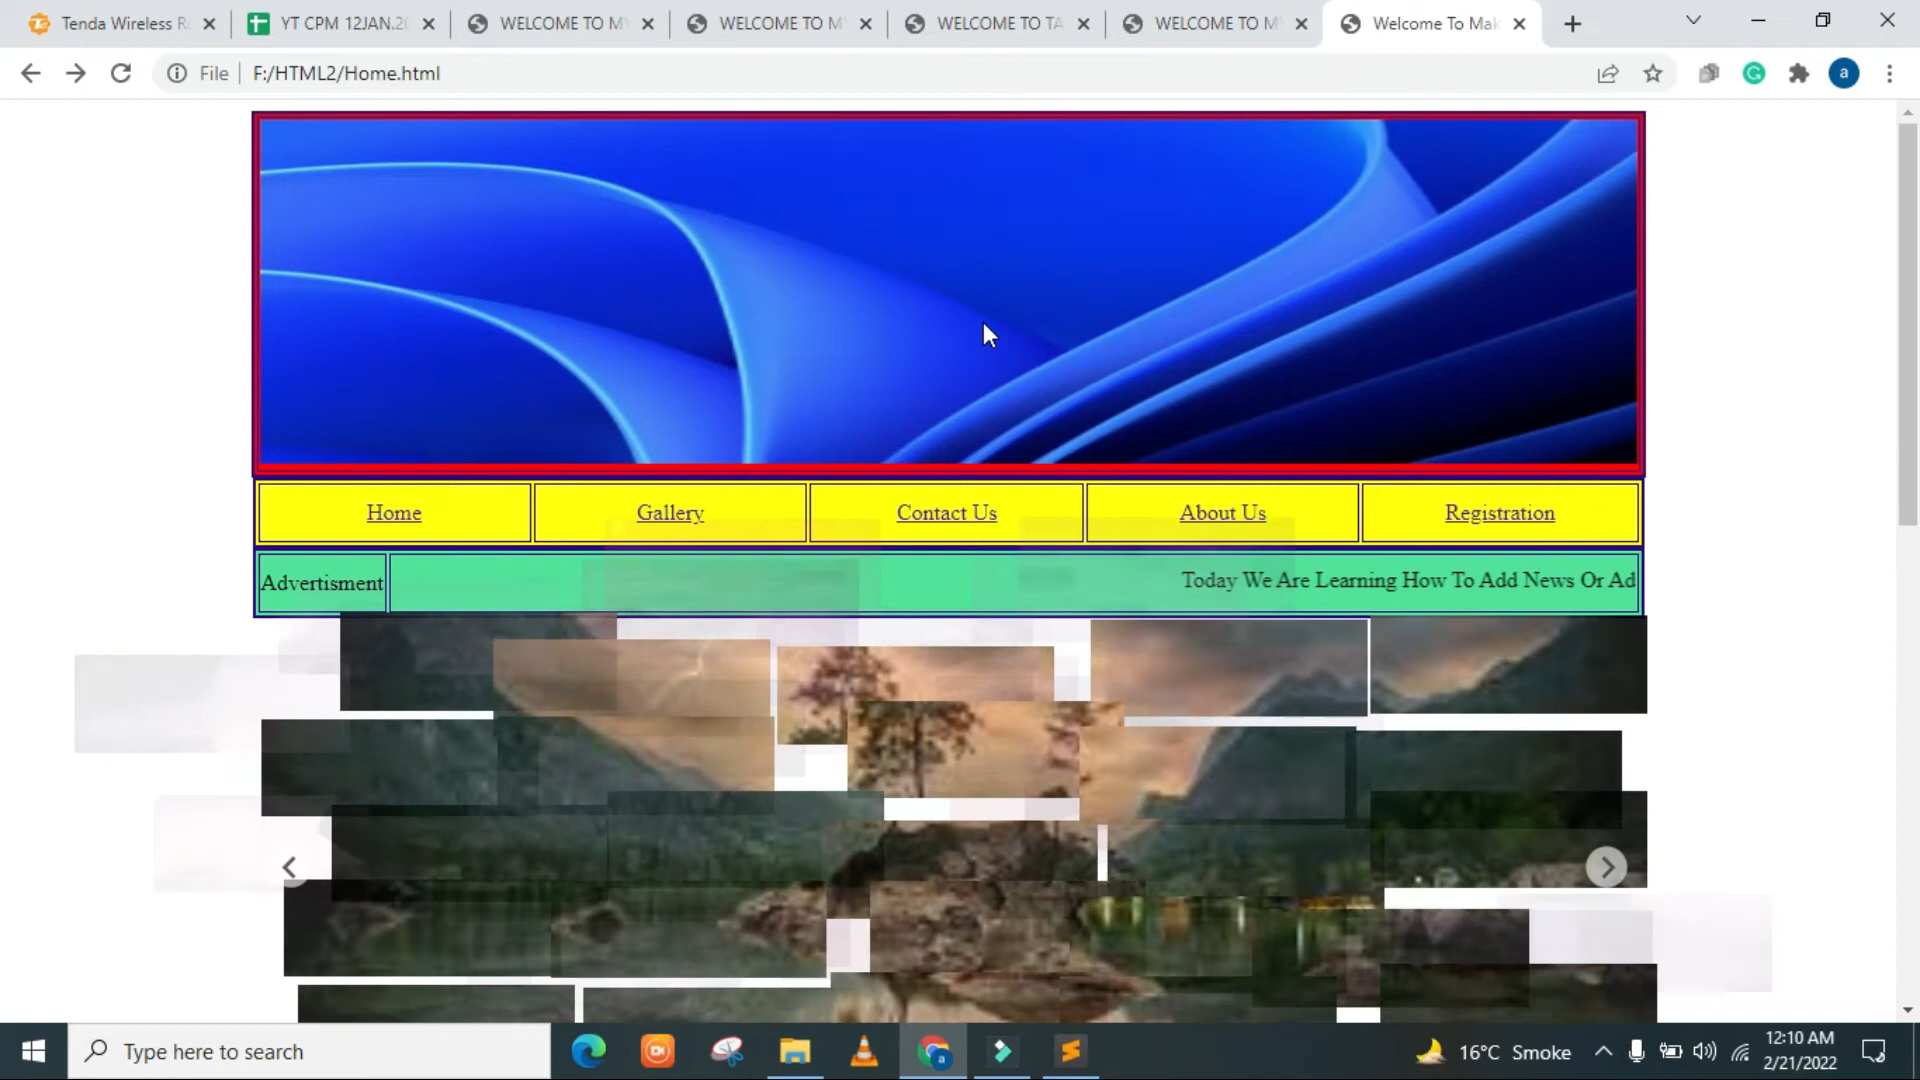 Tenda Wireless R
YT CPM 12JAN.20
WELCOME TO M
WELCOME TO M
WELCOME TO TA
WELCOME TO M
Welcome To Mak
File
F:/HTML2/Home.html
a
Home
Gallery
Contact Us
About Us
Registration
Advertisment
Today We Are Learning How To Add News Or Ad
Type here to search
a
16°C Smoke
12:10 AM
2/21/2022